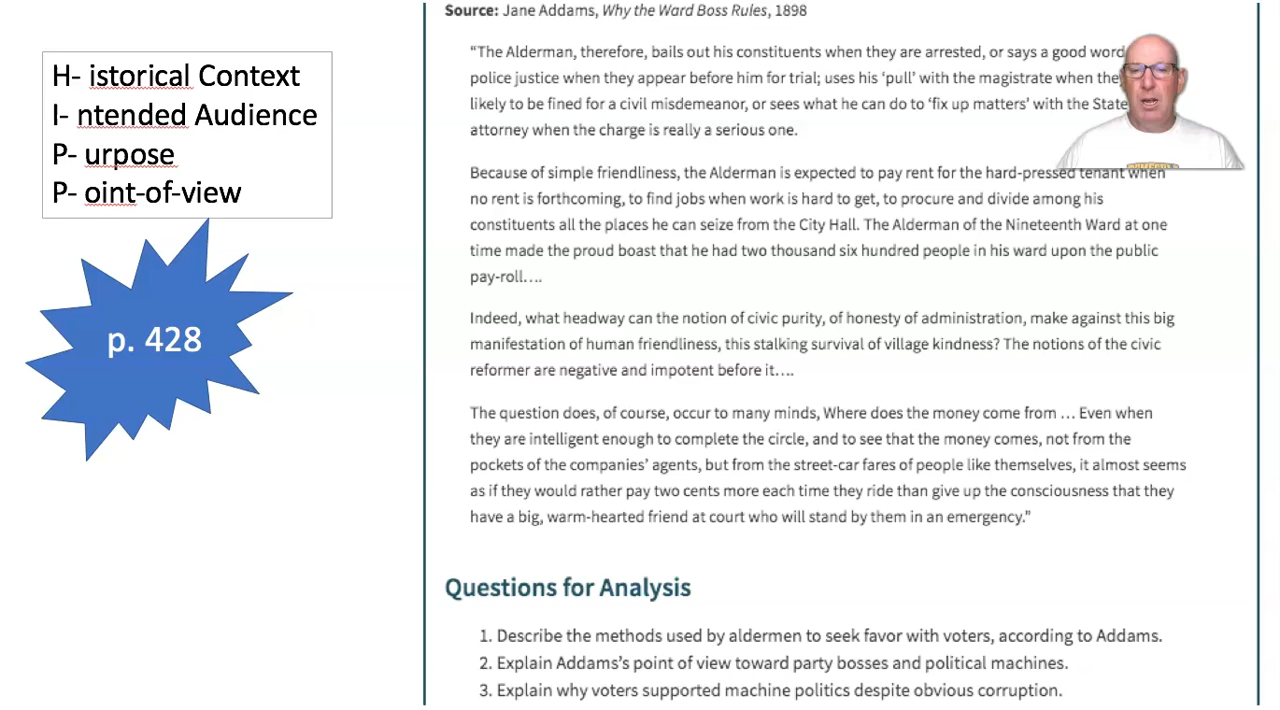 H- istorical Context
I- ntended Audience
P- urpose
P- oint-of-view
p. 428
Source: Jane Addams, Why the Ward Boss Rules, 1898
“The Alderman, therefore, bails out his constituents when they are arrested, or says a good word
police justice when they appear before him for trial; uses his ‘pull’ with the magistrate when the
likely to be fined for a civil misdemeanor, or sees what he can do to ‘fix up matters’ with the State
attorney when the charge is really a serious one.
Because of simple friendliness, the Alderman is expected to pay rent for the hard-pressed tenant when
no rent is forthcoming, to find jobs when work is hard to get, to procure and divide among his
constituents all the places he can seize from the City Hall. The Alderman of the Nineteenth Ward at one
time made the proud boast that he had two thousand six hundred people in his ward upon the public
pay-roll….
Indeed, what headway can the notion of civic purity, of honesty of administration, make against this big
manifestation of human friendliness, this stalking survival of village kindness? The notions of the civic
reformer are negative and impotent before it….
The question does, of course, occur to many minds, Where does the money come from … Even when
they are intelligent enough to complete the circle, and to see that the money comes, not from the
pockets of the companies’ agents, but from the street-car fares of people like themselves, it almost seems
as if they would rather pay two cents more each time they ride than give up the consciousness that they
have a big, warm-hearted friend at court who will stand by them in an emergency.”
Questions for Analysis
1. Describe the methods used by aldermen to seek favor with voters, according to Addams.
2. Explain Addams’s point of view toward party bosses and political machines.
3. Explain why voters supported machine politics despite obvious corruption.